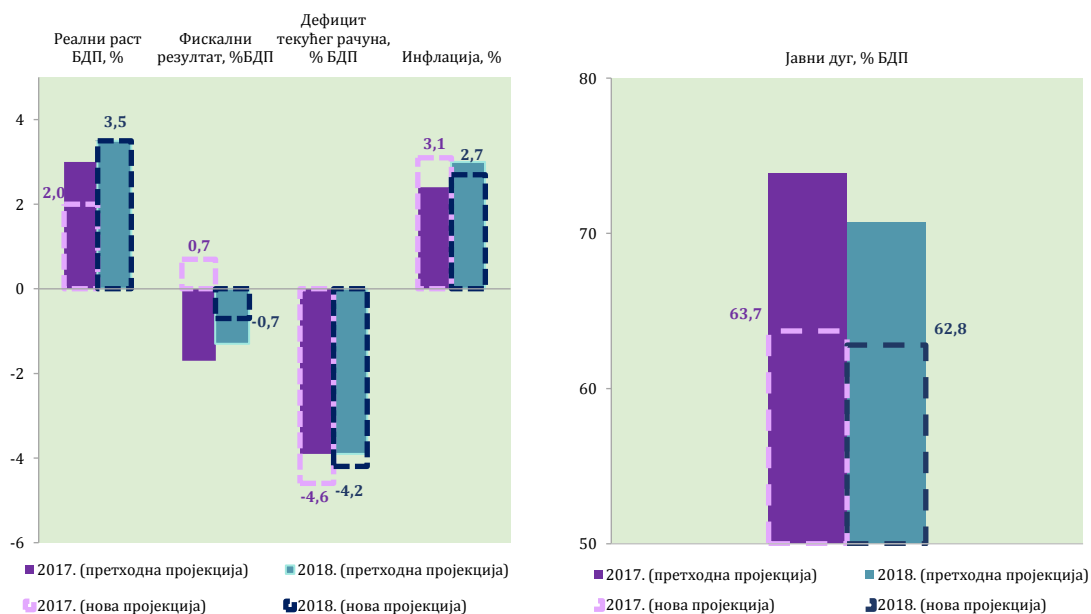 Реални раст
БДП, %
Фискални
резултат, %БДП
Дефицит
текућег рачуна,
% БДП
Инфлација, %
4
2
0
-2
-4
-6
2,0
3,5
0,7
-0,7
-4,6
-4,2
3,1
2,7
2017. (претходна пројекција)
2018. (претходна пројекција)
2017. (нова пројекција)
2018. (нова пројекција)
Јавни дуг, % БДП
80
70
60
50
63,7
62,8
2017. (претходна пројекција)
2018. (претходна пројекција)
2017. (нова пројекција)
2018. (нова пројекција)